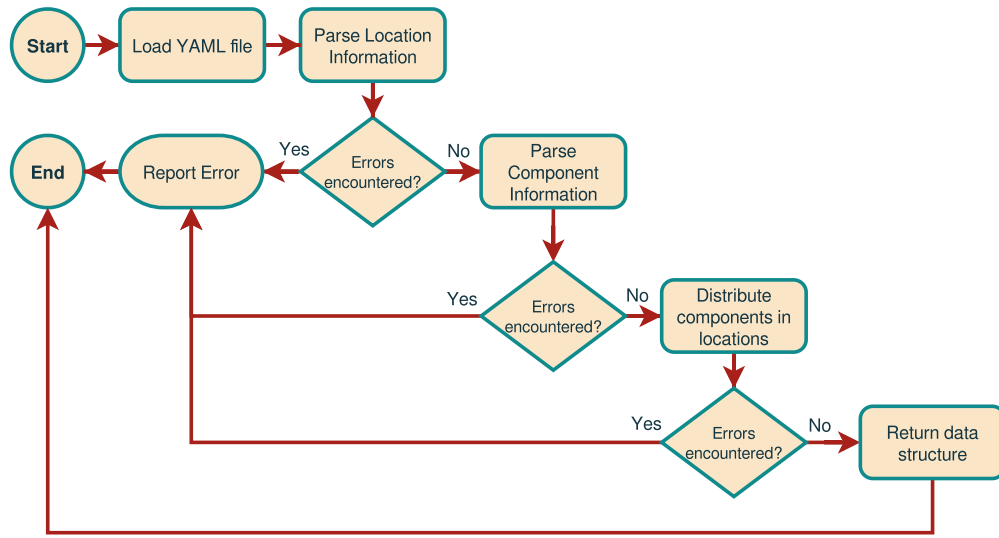 Start
Load YAML file
Parse Location
Information
End
Report Error
Yes
Errors
encountered?
No
Parse
Component
Information
Yes
Errors
encountered?
No
Distribute
components in
locations
Yes
Errors
encountered?
No
Return data
structure